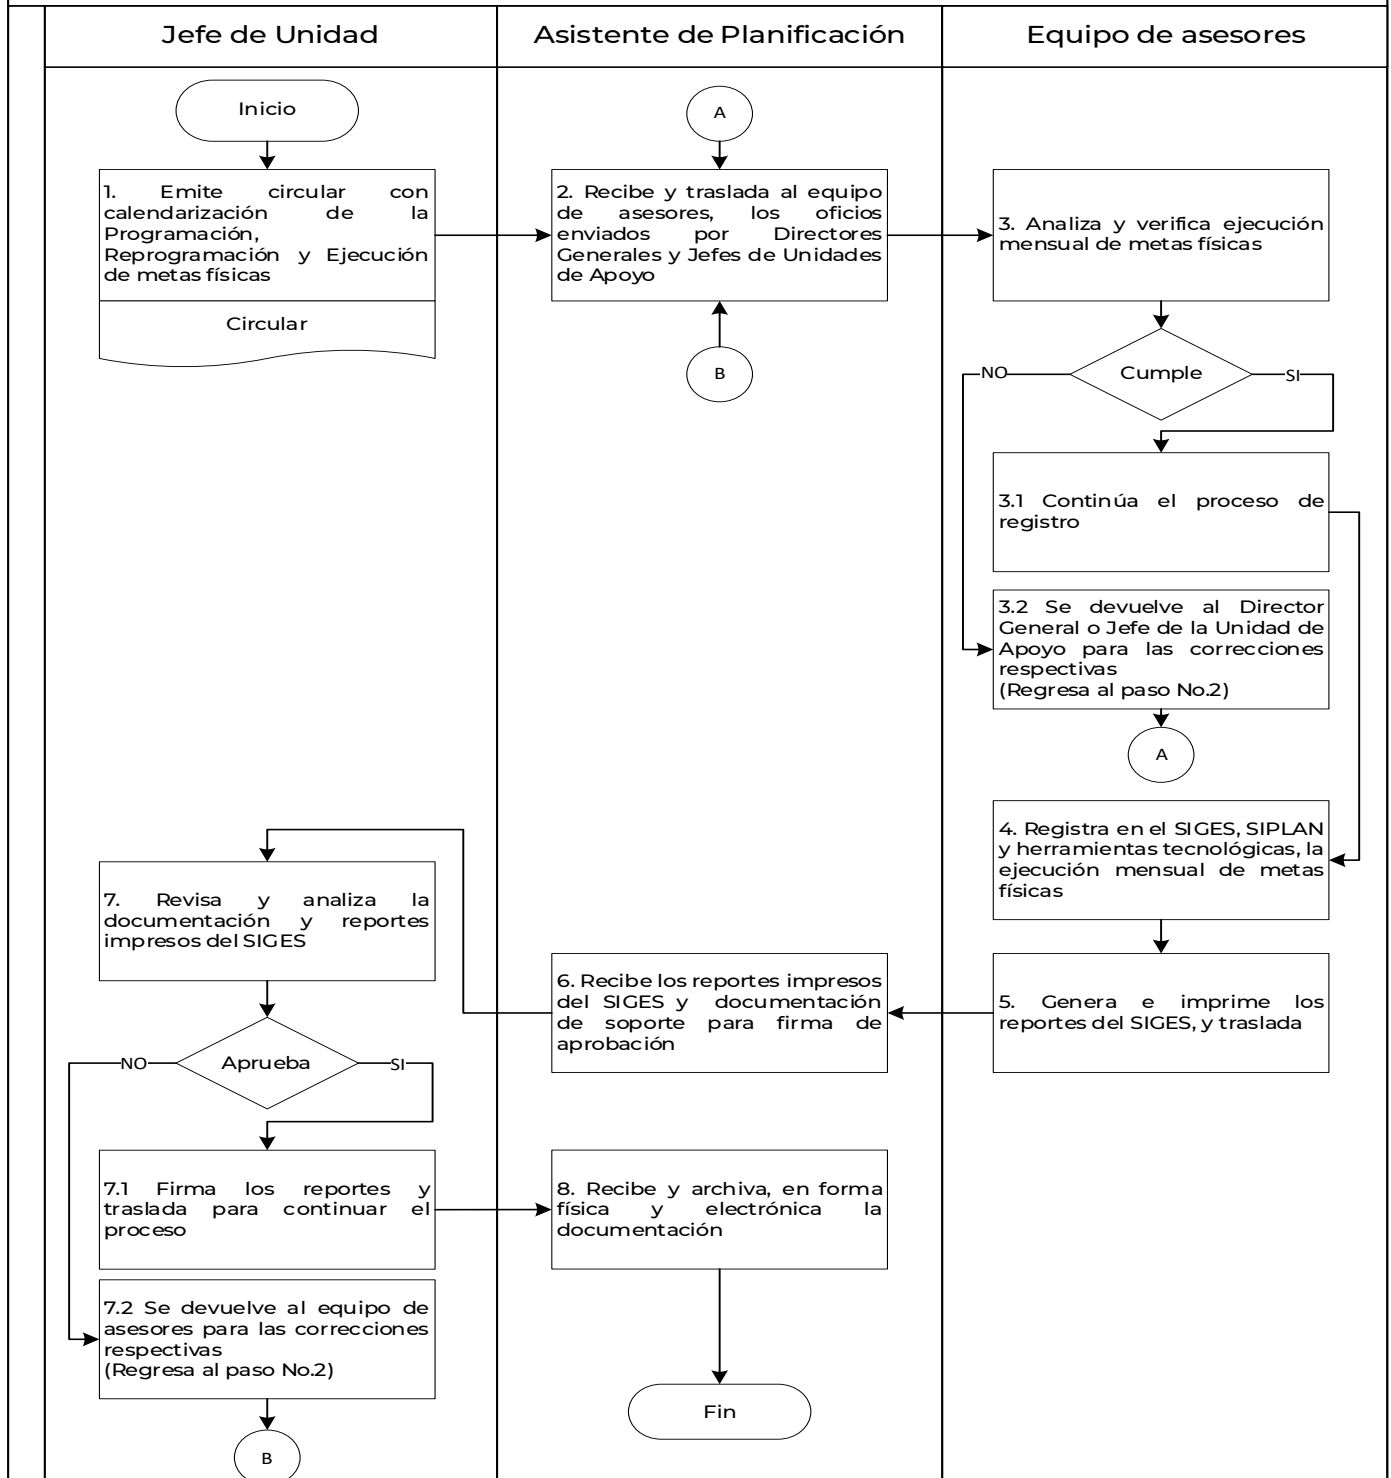 Jefe de Unidad
Asistente de Planificación
Equipo de asesores
Inicio
A
1. Emite circular con
calendarización de la
Programación,
Reprogramación y Ejecución
de metas físicas
Circular
2. Recibe y traslada al equipo
de asesores, los oficios
enviados por Directores
Generales y Jefes de Unidades
de Apoyo
B
3. Analiza y verifica ejecución
mensual de metas físicas
Cumple
NO
SI
3.1 Continúa el proceso de
registro
3.2 Se devuelve al Director
General o Jefe de la Unidad de
Apoyo para las correcciones
respectivas
(Regresa al paso No.2)
A
4. Registra en el SIGES, SIPLAN
y herramientas tecnológicas, la
ejecución mensual de metas
físicas
5. Genera e imprime los
reportes del SIGES, y traslada
6. Recibe los reportes impresos
del SIGES y documentación
de soporte para firma de
aprobación
7. Revisa y analiza la
documentación y reportes
impresos del SIGES
Aprueba
NO
SI
7.1 Firma los reportes y
traslada para continuar el
proceso
7.2 Se devuelve al equipo de
asesores para las correcciones
respectivas
(Regresa al paso No.2)
B
8. Recibe y archiva, en forma
física y electrónica la
documentación
Fin